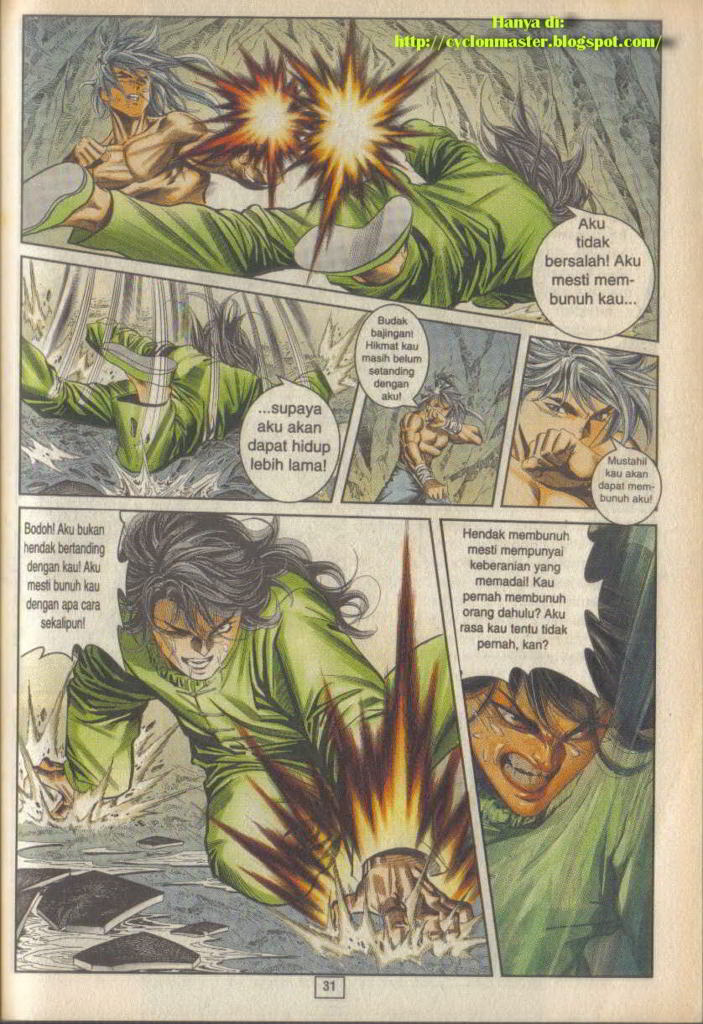 Hanya di:
http://cyclonmaster.blogspot.com/
Aku
tidak
bersalah! Aku
mesti mem-
bunuh kau...
...supaya
aku akan
dapat hidup
lebih lama!
Budak
bajingan!
Hikmat kau
masih belum
setanding
dengan
aku!
Mustahil
kau akan
dapat mem-
bunuh aku!
Bodoh! Aku bukan
hendak bertanding
dengan kau! Aku
mesti bunuh kau
dengan apa cara
sekalipun!
Hendak membunuh
mesti mempunyai
keberanian yang
memadai! Kau
pernah membunuh
orang dahulu? Aku
rasa kau tentu tidak
pernah, kan?
31